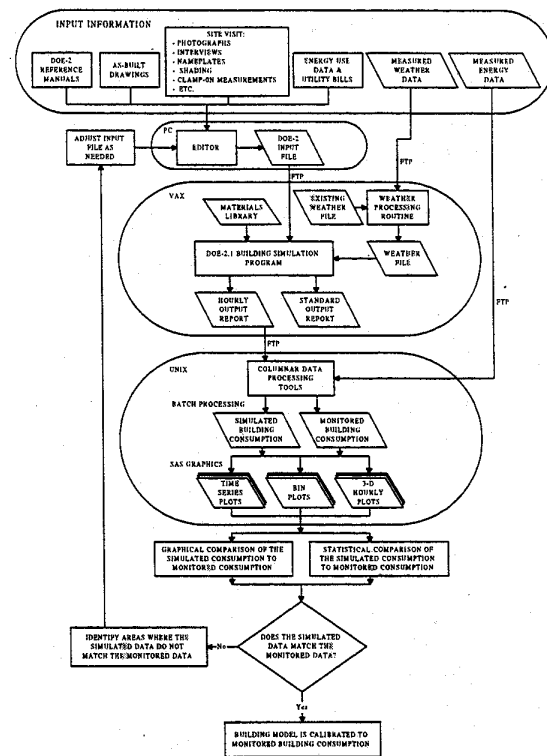 INPUT INFORMATION
DOE-2
REFERENCE
MANUALS
AS-BUILT
DRAWINGS
SITE VISIT:
- PHOTOGRAPHS
- INTERVIEWS
- NAMEPLATES
- SHADING
- CLAMP-ON MEASUREMENTS
- ETC.
ENERGY USE
DATA &
UTILITY BILLS
MEASURED
WEATHER
DATA
MEASURED
ENERGY DATA
ADJUST INPUT
FILE AS
NEEDED
PC
EDITOR
DOE-2
INPUT
FILE
FTP
FTP
VAX
MATERIALS
LIBRARY
EXISTING
WEATHER
FILE
WEATHER
PROCESSING
ROUTINE
DOE-2.1 BUILDING SIMULATION
PROGRAM
WEATHER
FILE
HOURLY
OUTPUT
REPORT
STANDARD
OUTPUT
REPORT
FTP
FTP
UNIX
COLUMNAR DATA
PROCESSING
TOOLS
BATCH PROCESSING
SIMULATED
BUILDING
CONSUMPTION
MONITORED
BUILDING
CONSUMPTION
SAS GRAPHICS
TIME
SERIES
PLOTS
BIN
PLOTS
3-D
HOURLY
PLOTS
GRAPHICAL COMPARISON OF THE
SIMULATED CONSUMPTION TO
MONITORED CONSUMPTION
STATISTICAL COMPARISON OF
THE SIMULATED CONSUMPTION
TO MONITORED CONSUMPTION
IDENTIFY AREAS WHERE THE
SIMULATED DATA DO NOT
MATCH THE MONITORED DATA
No
DOES THE SIMULATED
DATA MATCH THE
MONITORED DATA?
Yes
BUILDING MODEL IS CALIBRATED TO
MONITORED BUILDING CONSUMPTION